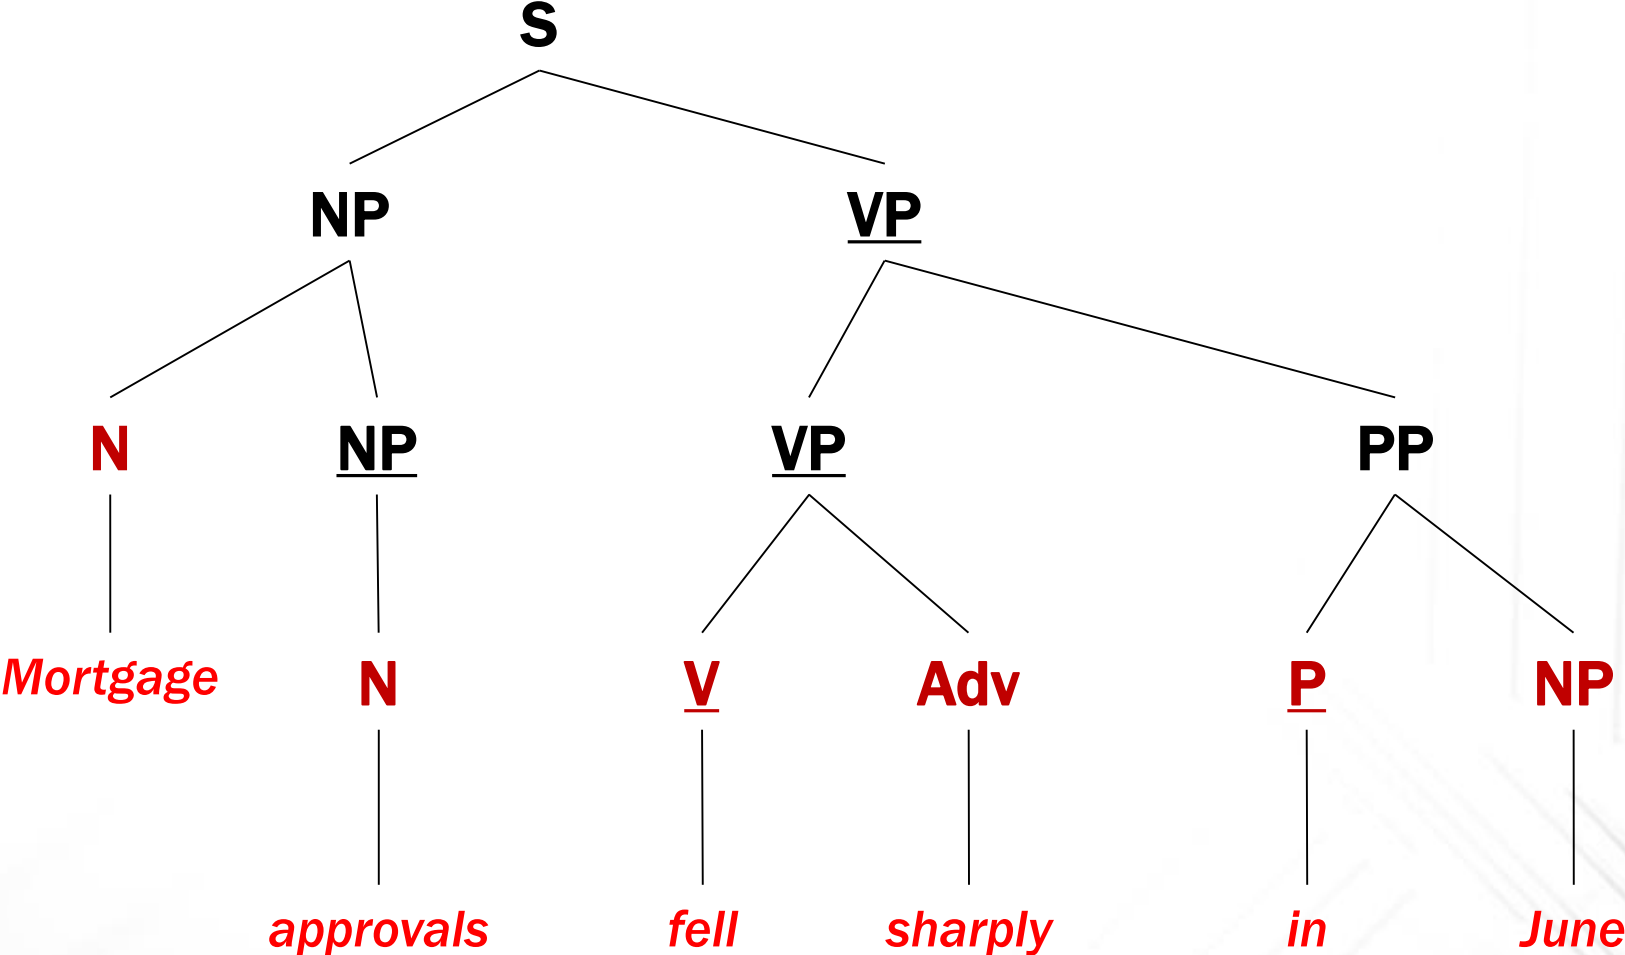 S
NP VP
N NP VP PP
Mortgage N V Adv P NP
approvals fell sharply in June